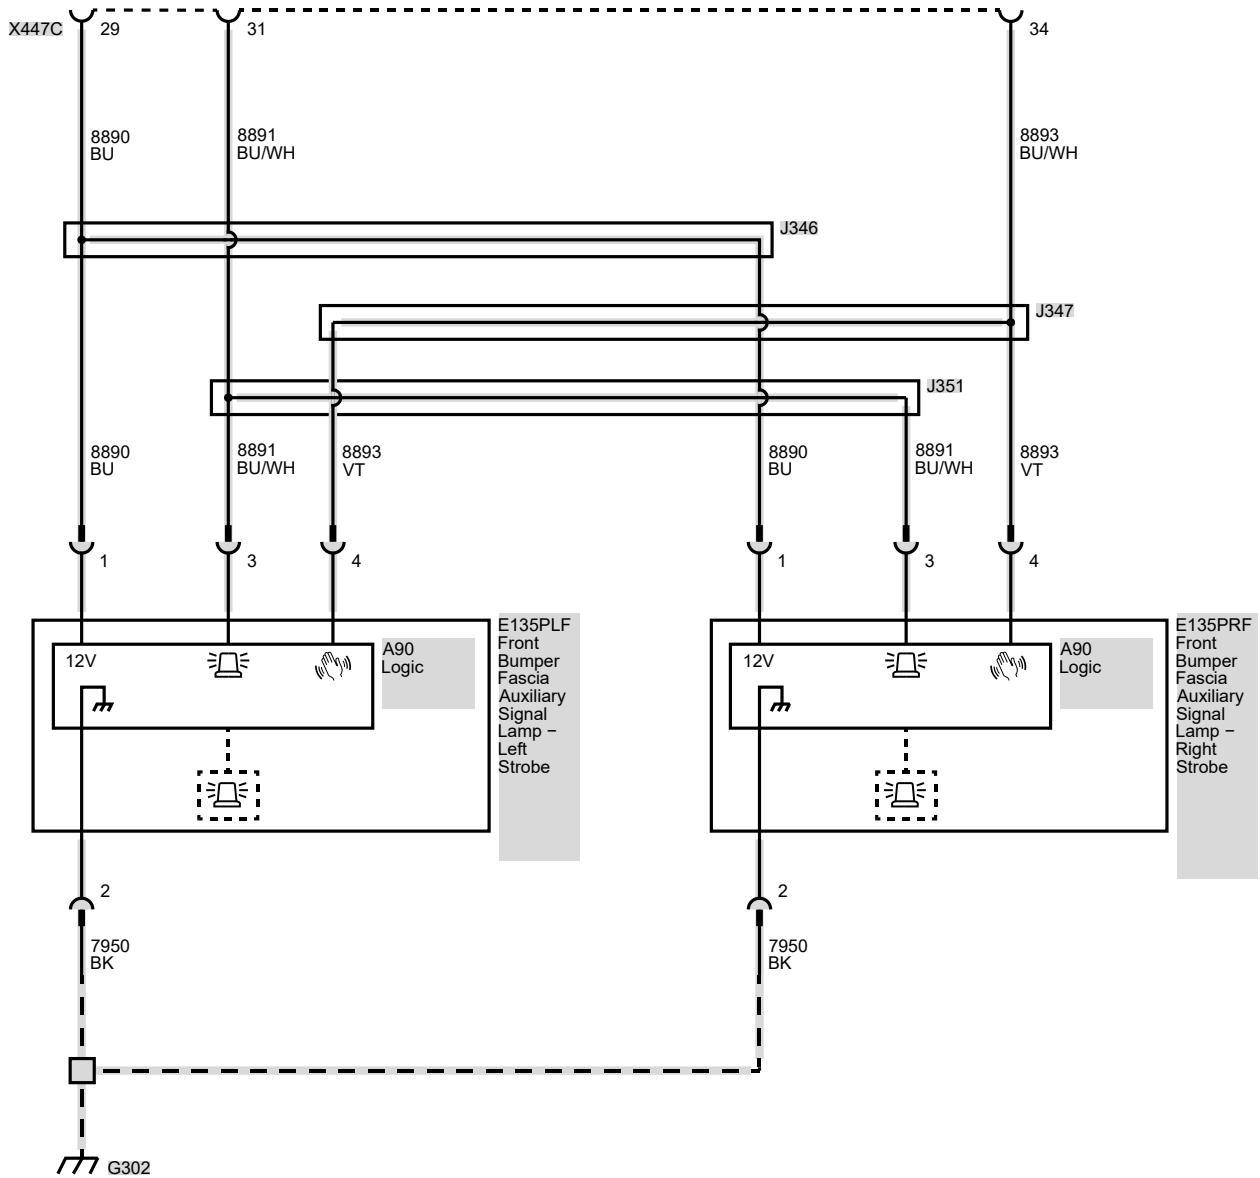 X447C
29
31
34
8890
BU
8891
BU/WH
8893
BU/WH
J346
J347
J351
8890
BU
8891
BU/WH
8893
VT
8890
BU
8891
BU/WH
8893
VT
1
3
4
1
3
4
12V
A90
Logic
E135PLF
Front
Bumper
Fascia
Auxiliary
Signal
Lamp –
Left
Strobe
12V
A90
Logic
E135PRF
Front
Bumper
Fascia
Auxiliary
Signal
Lamp –
Right
Strobe
2
2
7950
BK
7950
BK
G302